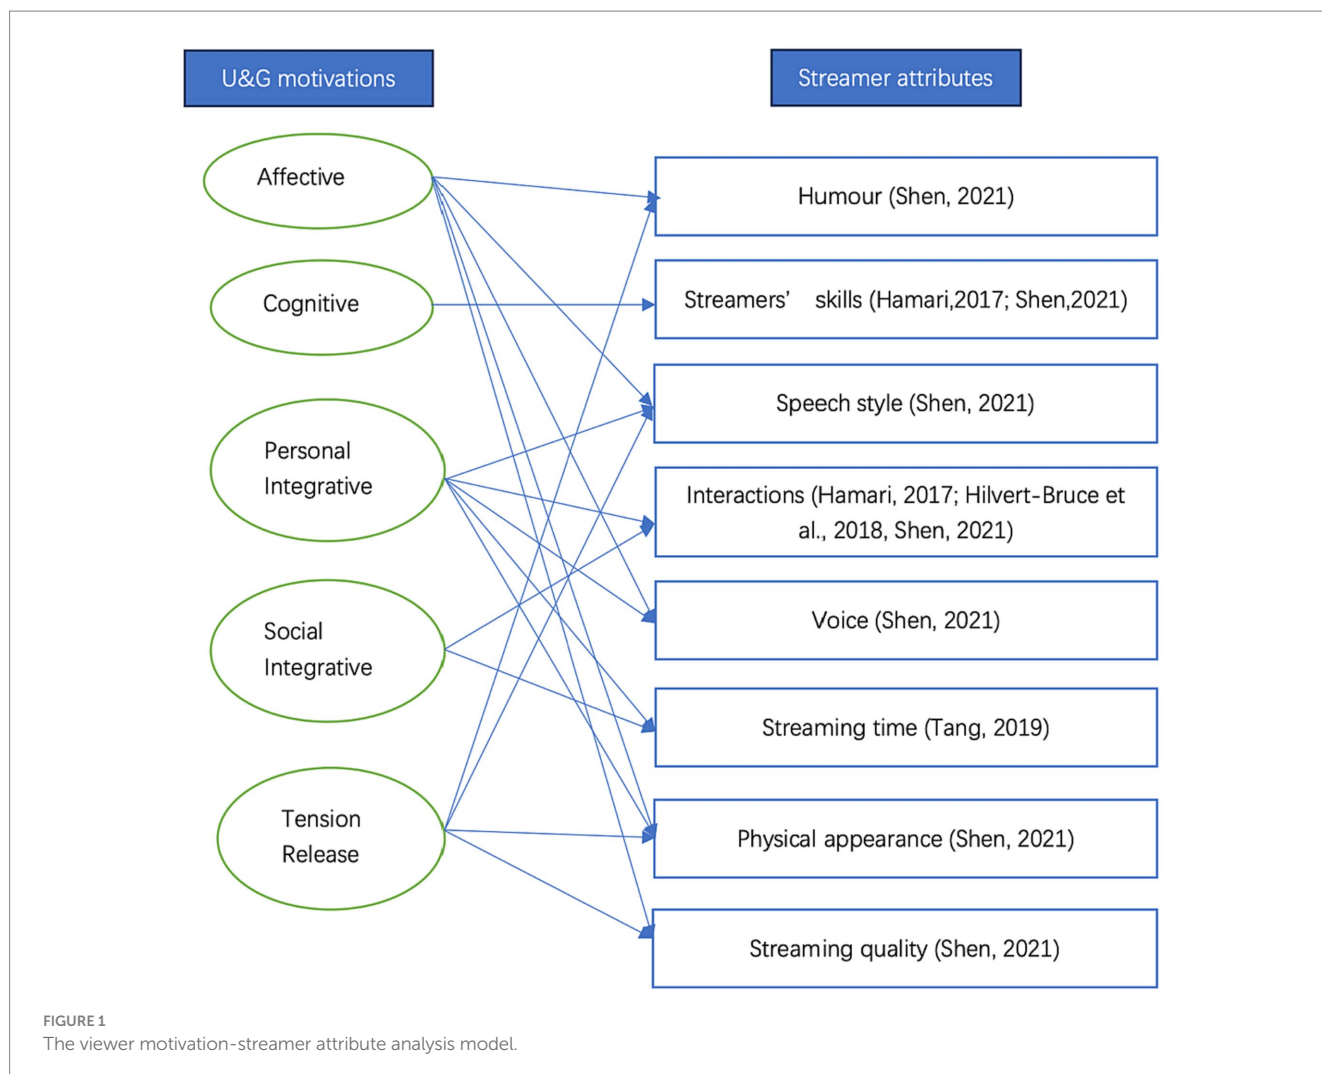 U&G motivations
Streamer attributes
Affective
Humour (Shen, 2021)
Cognitive
Streamers' skills (Hamari,2017; Shen,2021)
Speech style (Shen, 2021)
Personal
Integrative
Interactions (Hamari, 2017; Hilvert-Bruce et
al., 2018, Shen, 2021)
Voice (Shen, 2021)
Social
Integrative
Streaming time (Tang, 2019)
Tension
Release
Physical appearance (Shen, 2021)
Streaming quality (Shen, 2021)
FIGURE 1
The viewer motivation-streamer attribute analysis model.